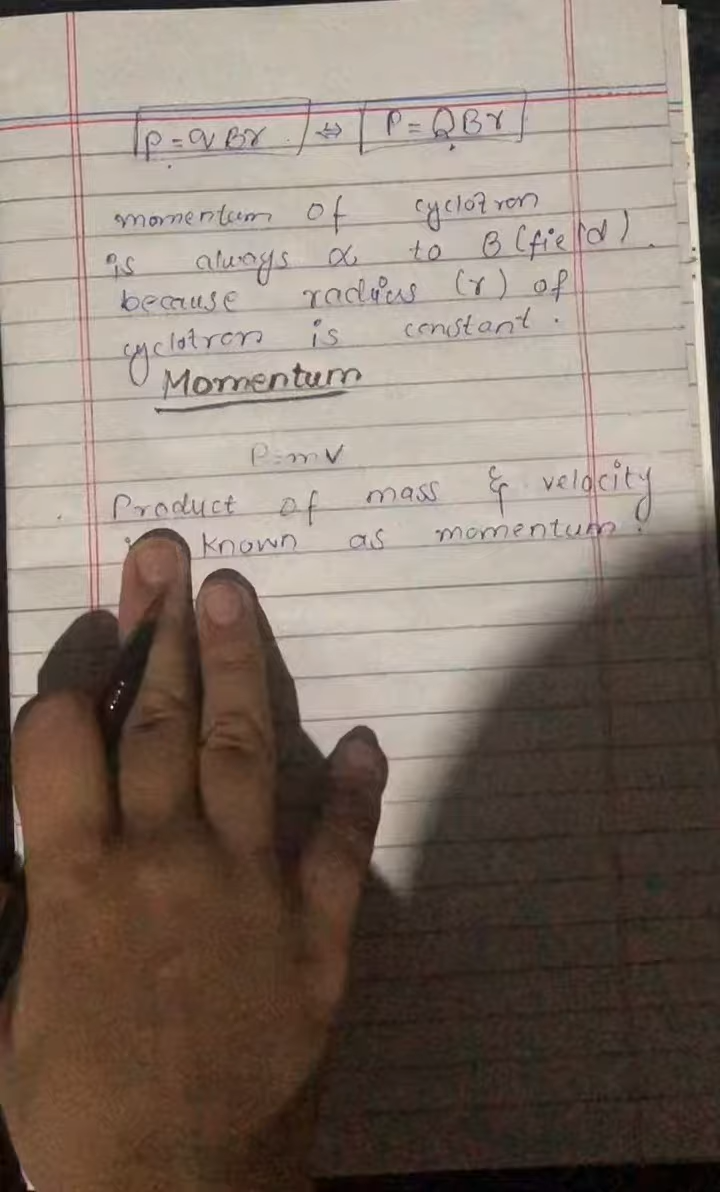 P = qBr ⇔ P = QBr
momentum of cyclotron
is always ∝ to B (field).
because radius (r) of
cyclotron is constant.
Momentum
P = mv
Product of mass & velocity
known as momentum.